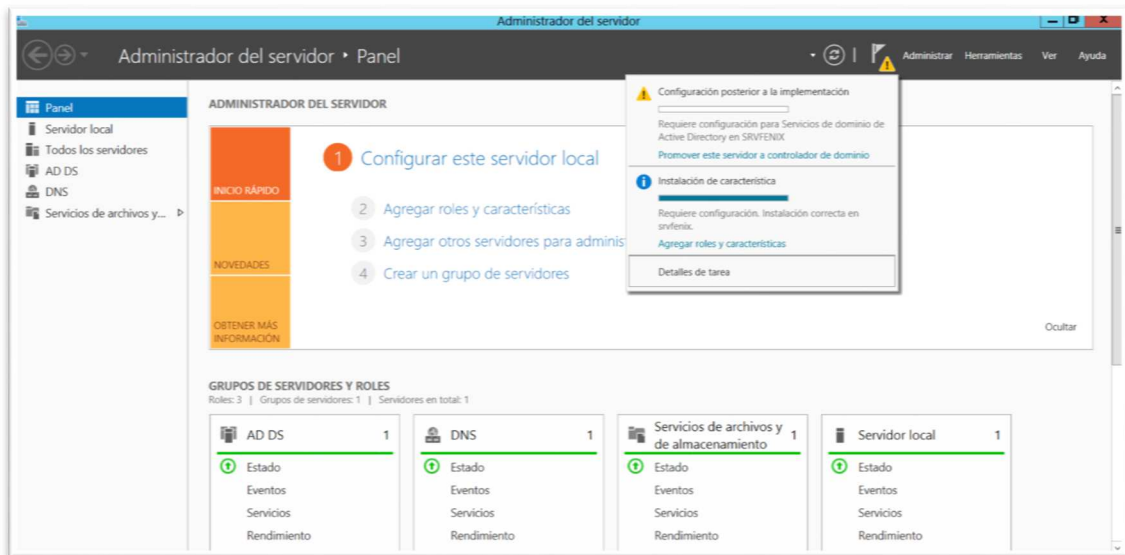 Administrador del servidor
Administrador del servidor • Panel
Administrar Herramientas Ver Ayuda
Panel
Servidor local
Todos los servidores
AD DS
DNS
Servicios de archivos y...
ADMINISTRADOR DEL SERVIDOR
INICIO RÁPIDO
NOVEDADES
OBTENER MÁS
INFORMACIÓN
1 Configurar este servidor local
2 Agregar roles y características
3 Agregar otros servidores para adminis
4 Crear un grupo de servidores
Configuración posterior a la implementación
Requiere configuración para Servicios de dominio de
Active Directory en SRVFENIX
Promover este servidor a controlador de dominio
Instalación de característica
Requiere configuración. Instalación correcta en
srvfenix.
Agregar roles y características
Detalles de tarea
Ocultar
GRUPOS DE SERVIDORES Y ROLES
Roles: 3 | Grupos de servidores: 1 | Servidores en total: 1
AD DS 1
Estado
Eventos
Servicios
Rendimiento
DNS 1
Estado
Eventos
Servicios
Rendimiento
Servicios de archivos y
de almacenamiento 1
Estado
Eventos
Servicios
Rendimiento
Servidor local 1
Estado
Eventos
Servicios
Rendimiento